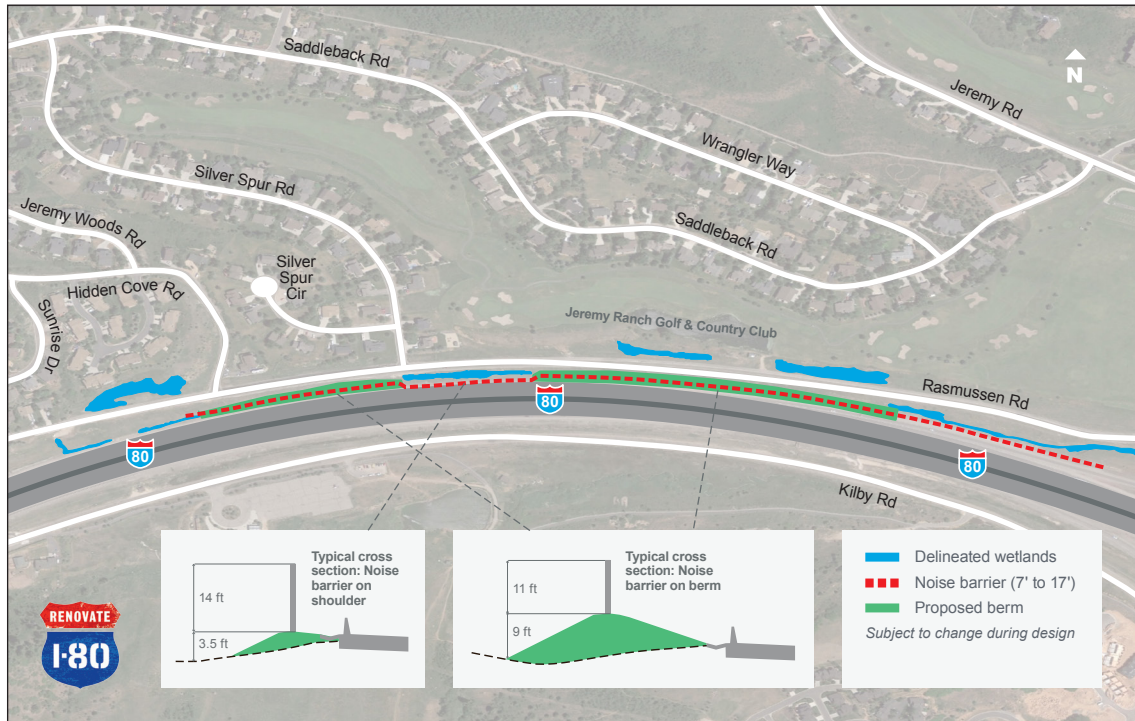 Saddleback Rd
N
Jeremy Rd
Wrangler Way
Silver Spur Rd
Jeremy Woods Rd
Saddleback Rd
Silver
Spur
Cir
Hidden Cove Rd
Sunrise Dr
Jeremy Ranch Golf & Country Club
Rasmussen Rd
80
80
80
Kilby Rd
Typical cross
section: Noise
barrier on
shoulder
14 ft
3.5 ft
Typical cross
section: Noise
barrier on berm
11 ft
9 ft
Delineated wetlands
Noise barrier (7' to 17')
Proposed berm
Subject to change during design
RENOVATE
I-80